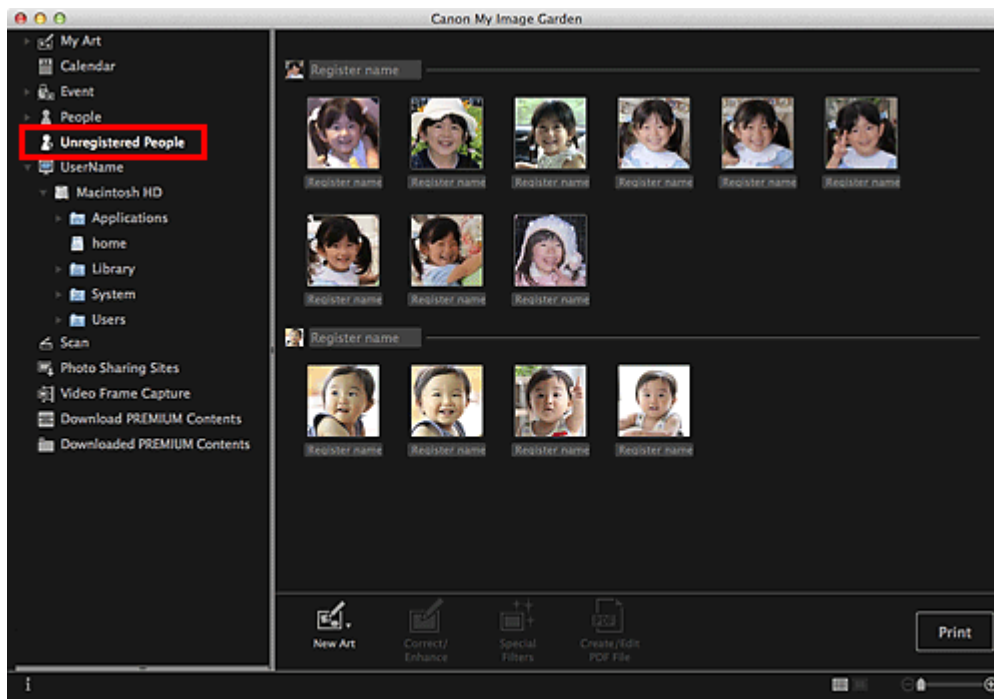 Canon My Image Garden
My Art
Calendar
Event
People
Unregistered People
UserName
Macintosh HD
Applications
home
Library
System
Users
Scan
Photo Sharing Sites
Video Frame Capture
Download PREMIUM Contents
Downloaded PREMIUM Contents
Register name
Register name Register name Register name Register name Register name Register name
Register name Register name Register name
Register name
Register name Register name Register name Register name
New Art
Correct/
Enhance
Special
Filters
Create/Edit
PDF File
Print